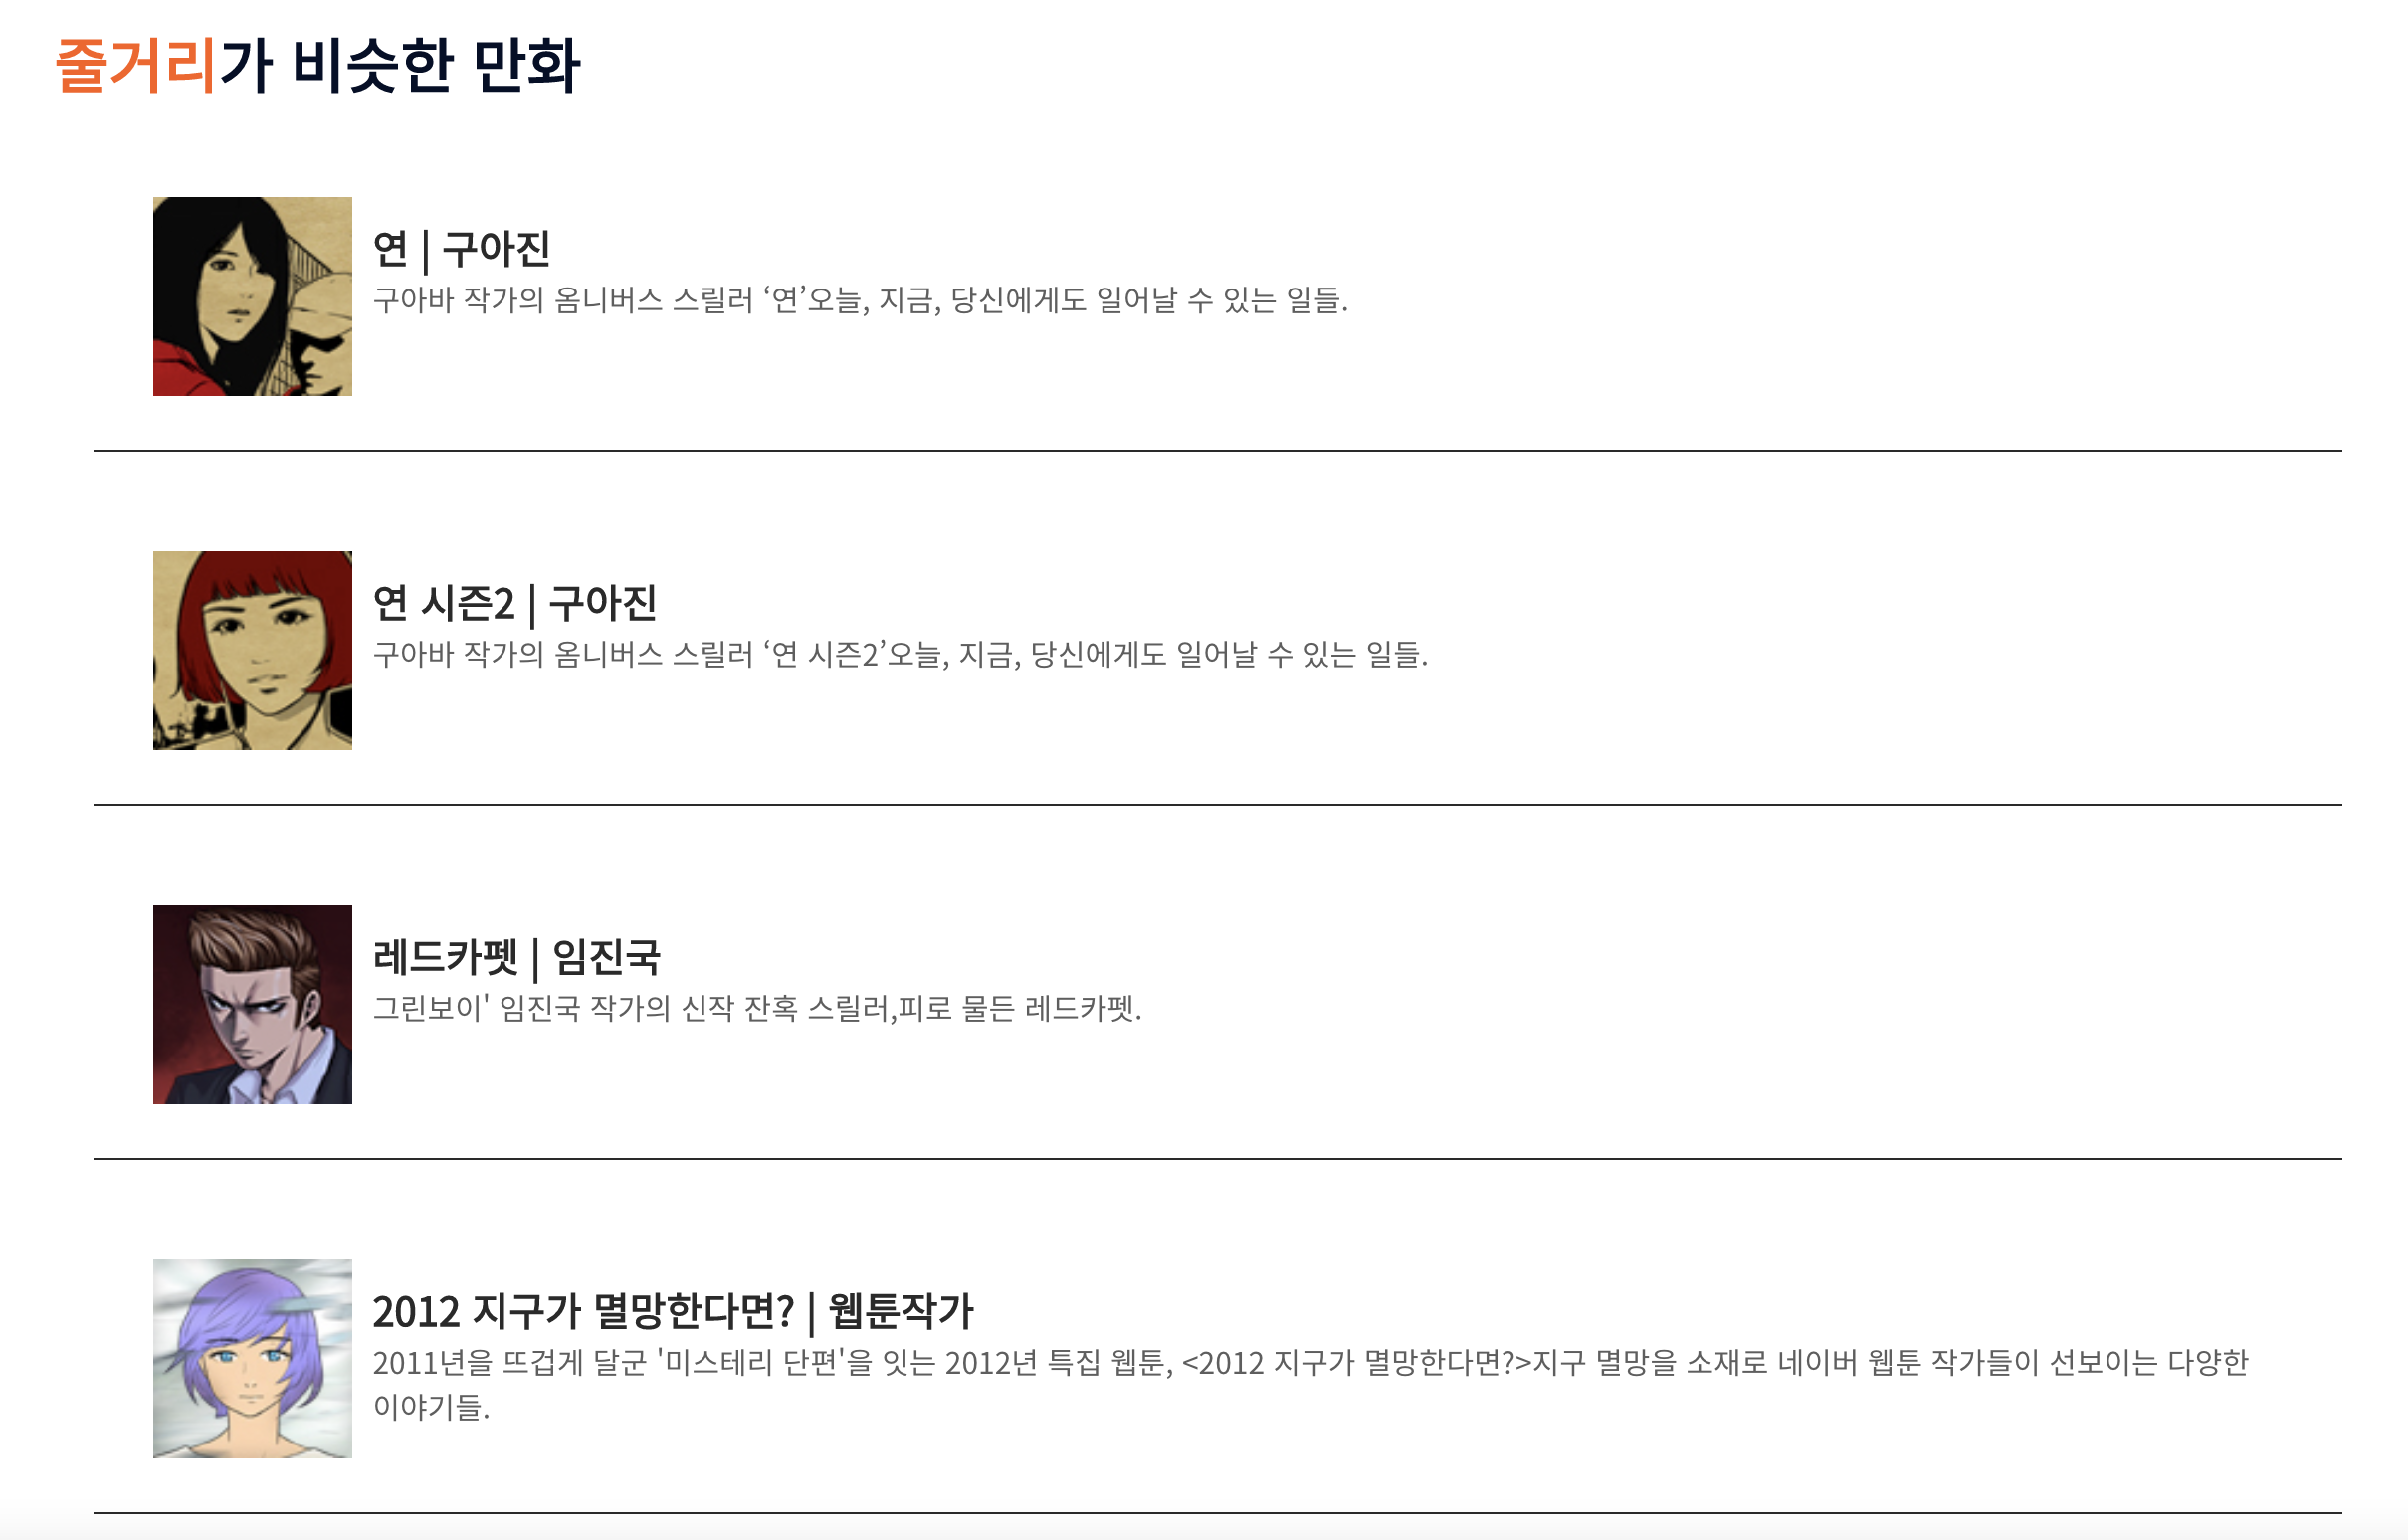 줄거리가 비슷한 만화
연 | 구아진
구아바 작가의 옴니버스 스릴러 ‘연’오늘, 지금, 당신에게도 일어날 수 있는 일들.
연 시즌2 | 구아진
구아바 작가의 옴니버스 스릴러 ‘연 시즌2’오늘, 지금, 당신에게도 일어날 수 있는 일들.
레드카펫 | 임진국
그린보이' 임진국 작가의 신작 잔혹 스릴러,피로 물든 레드카펫.
2012 지구가 멸망한다면? | 웹툰작가
2011년을 뜨겁게 달군 '미스테리 단편'을 잇는 2012년 특집 웹툰, <2012 지구가 멸망한다면?>지구 멸망을 소재로 네이버 웹툰 작가들이 선보이는 다양한
이야기들.